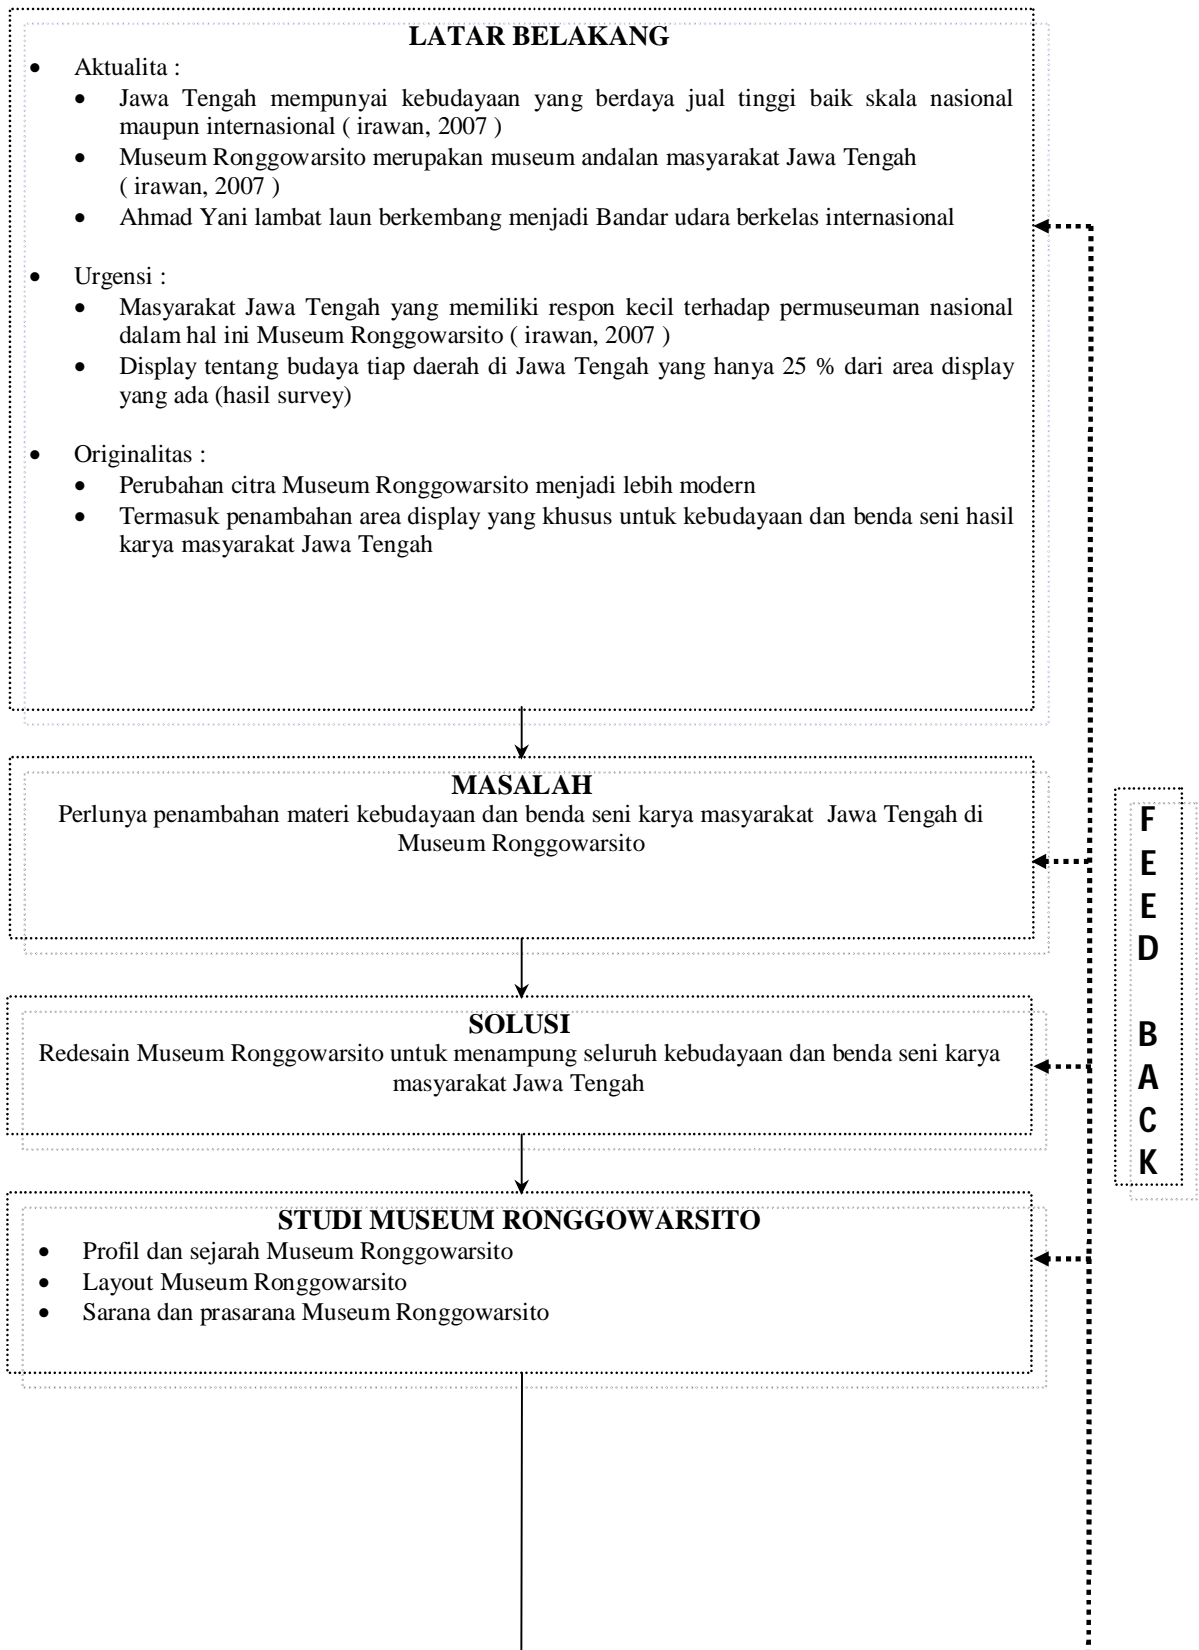 LATAR BELAKANG
• Aktualita :
• Jawa Tengah mempunyai kebudayaan yang berdaya jual tinggi baik skala nasional
maupun internasional ( irawan, 2007 )
• Museum Ronggowarsito merupakan museum andalan masyarakat Jawa Tengah
( irawan, 2007 )
• Ahmad Yani lambat laun berkembang menjadi Bandar udara berkelas internasional
• Urgensi :
• Masyarakat Jawa Tengah yang memiliki respon kecil terhadap permuseuman nasional
dalam hal ini Museum Ronggowarsito ( irawan, 2007 )
• Display tentang budaya tiap daerah di Jawa Tengah yang hanya 25 % dari area display
yang ada (hasil survey)
• Originalitas :
• Perubahan citra Museum Ronggowarsito menjadi lebih modern
• Termasuk penambahan area display yang khusus untuk kebudayaan dan benda seni hasil
karya masyarakat Jawa Tengah
MASALAH
Perlunya penambahan materi kebudayaan dan benda seni karya masyarakat Jawa Tengah di
Museum Ronggowarsito
SOLUSI
Redesain Museum Ronggowarsito untuk menampung seluruh kebudayaan dan benda seni karya
masyarakat Jawa Tengah
STUDI MUSEUM RONGGOWARSITO
• Profil dan sejarah Museum Ronggowarsito
• Layout Museum Ronggowarsito
• Sarana dan prasarana Museum Ronggowarsito
F
E
E
D
B
A
C
K